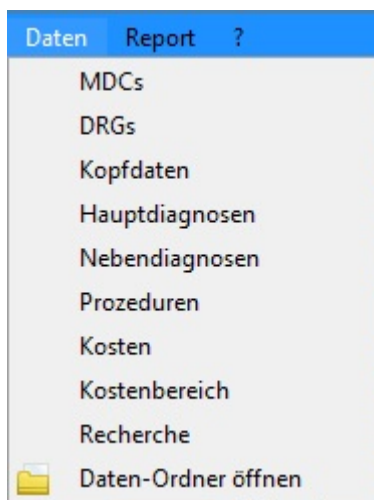 Daten Report ?
MDCs
DRGs
Kopfdaten
Hauptdiagnosen
Nebendiagnosen
Prozeduren
Kosten
Kostenbereich
Recherche
Daten-Ordner öffnen